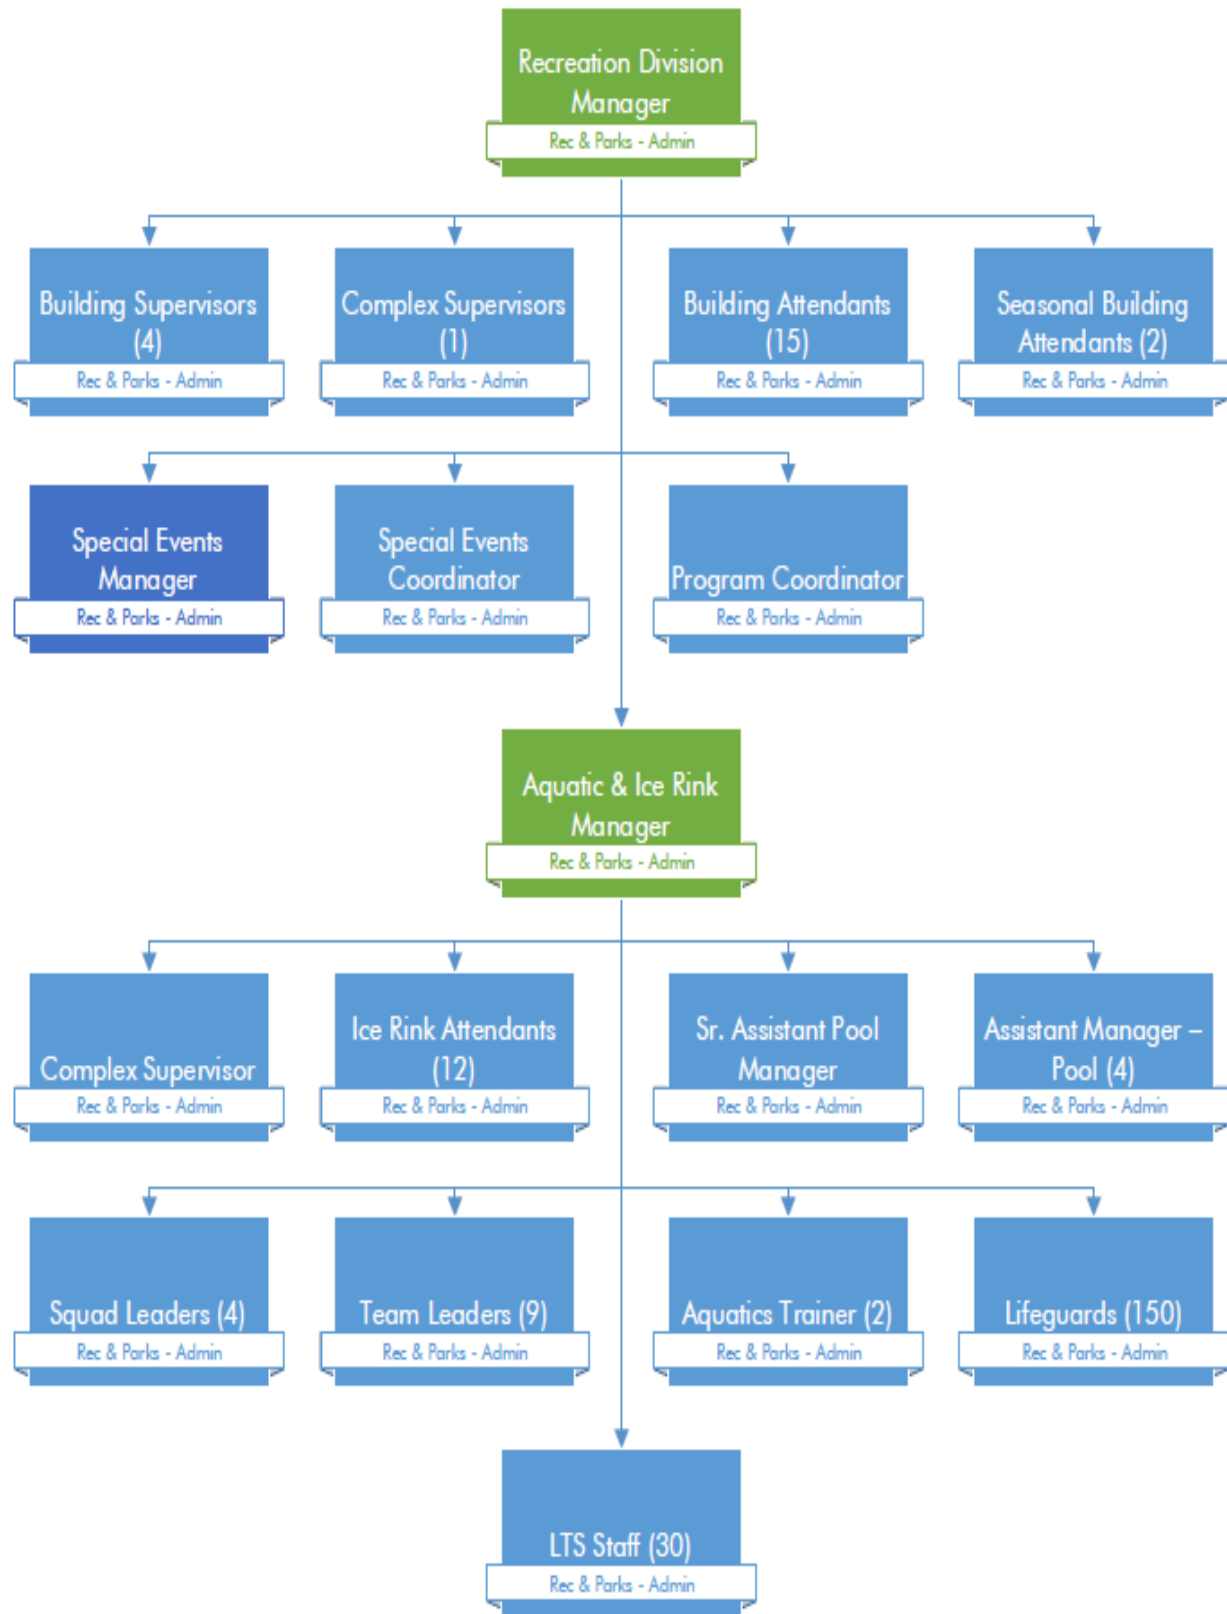 Recreation Division
Manager
Rec & Parks - Admin
Building Supervisors
(4)
Rec & Parks - Admin
Complex Supervisors
(1)
Rec & Parks - Admin
Building Attendants
(15)
Rec & Parks - Admin
Seasonal Building
Attendants (2)
Rec & Parks - Admin
Special Events
Manager
Rec & Parks - Admin
Special Events
Coordinator
Rec & Parks - Admin
Program Coordinator
Rec & Parks - Admin
Aquatic & Ice Rink
Manager
Rec & Parks - Admin
Complex Supervisor
Rec & Parks - Admin
Ice Rink Attendants
(12)
Rec & Parks - Admin
Sr. Assistant Pool
Manager
Rec & Parks - Admin
Assistant Manager –
Pool (4)
Rec & Parks - Admin
Squad Leaders (4)
Rec & Parks - Admin
Team Leaders (9)
Rec & Parks - Admin
Aquatics Trainer (2)
Rec & Parks - Admin
Lifeguards (150)
Rec & Parks - Admin
LTS Staff (30)
Rec & Parks - Admin